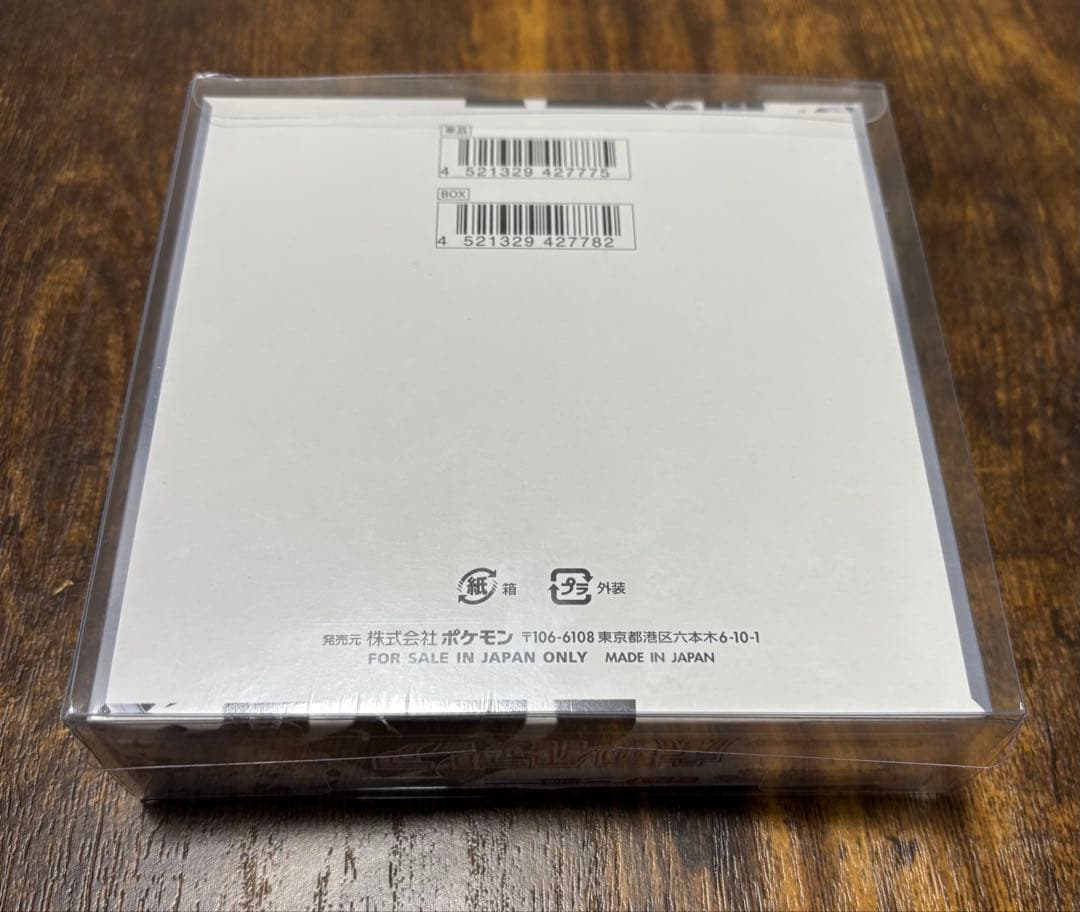 単品
4 521329 427775
BOX
4 521329 427782
紙 箱 プラ 外装
発売元 株式会社 ポケモン 〒106-6108 東京都港区六本木6-10-1
FOR SALE IN JAPAN ONLY MADE IN JAPAN